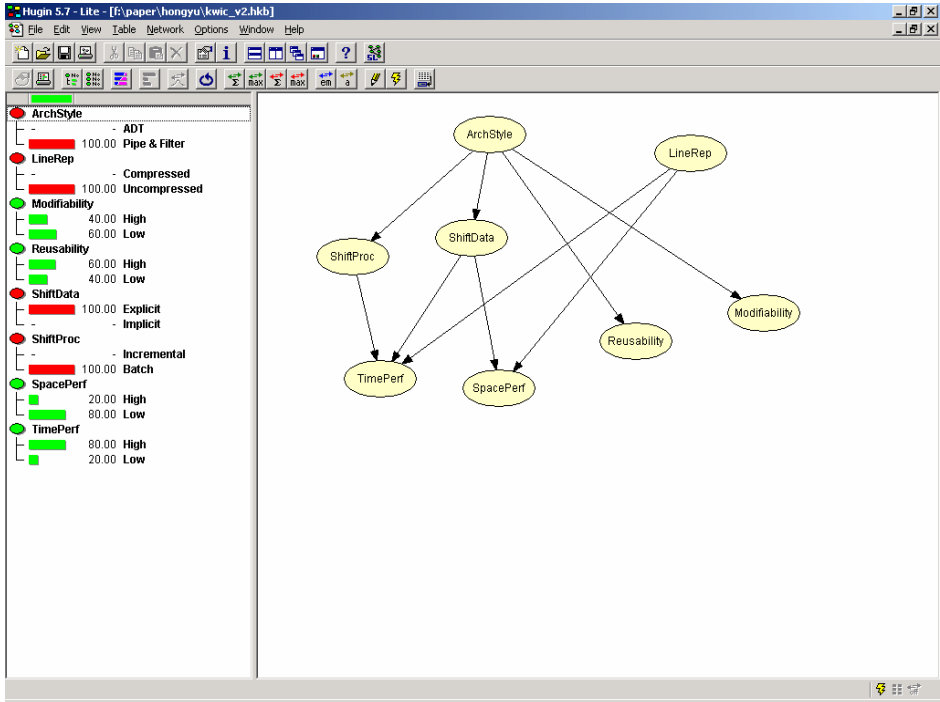 Hugin 5.7 - Lite - [f:\paper\hongyu\kwic_v2.hkb]
File Edit View Table Network Options Window Help
ArchStyle
- - ADT
100.00 Pipe & Filter
LineRep
- - Compressed
100.00 Uncompressed
Modifiability
40.00 High
60.00 Low
Reusability
60.00 High
40.00 Low
ShiftData
100.00 Explicit
- - Implicit
ShiftProc
- - Incremental
100.00 Batch
SpacePerf
20.00 High
80.00 Low
TimePerf
80.00 High
20.00 Low
ArchStyle
LineRep
ShiftData
ShiftProc
Modifiability
Reusability
TimePerf
SpacePerf